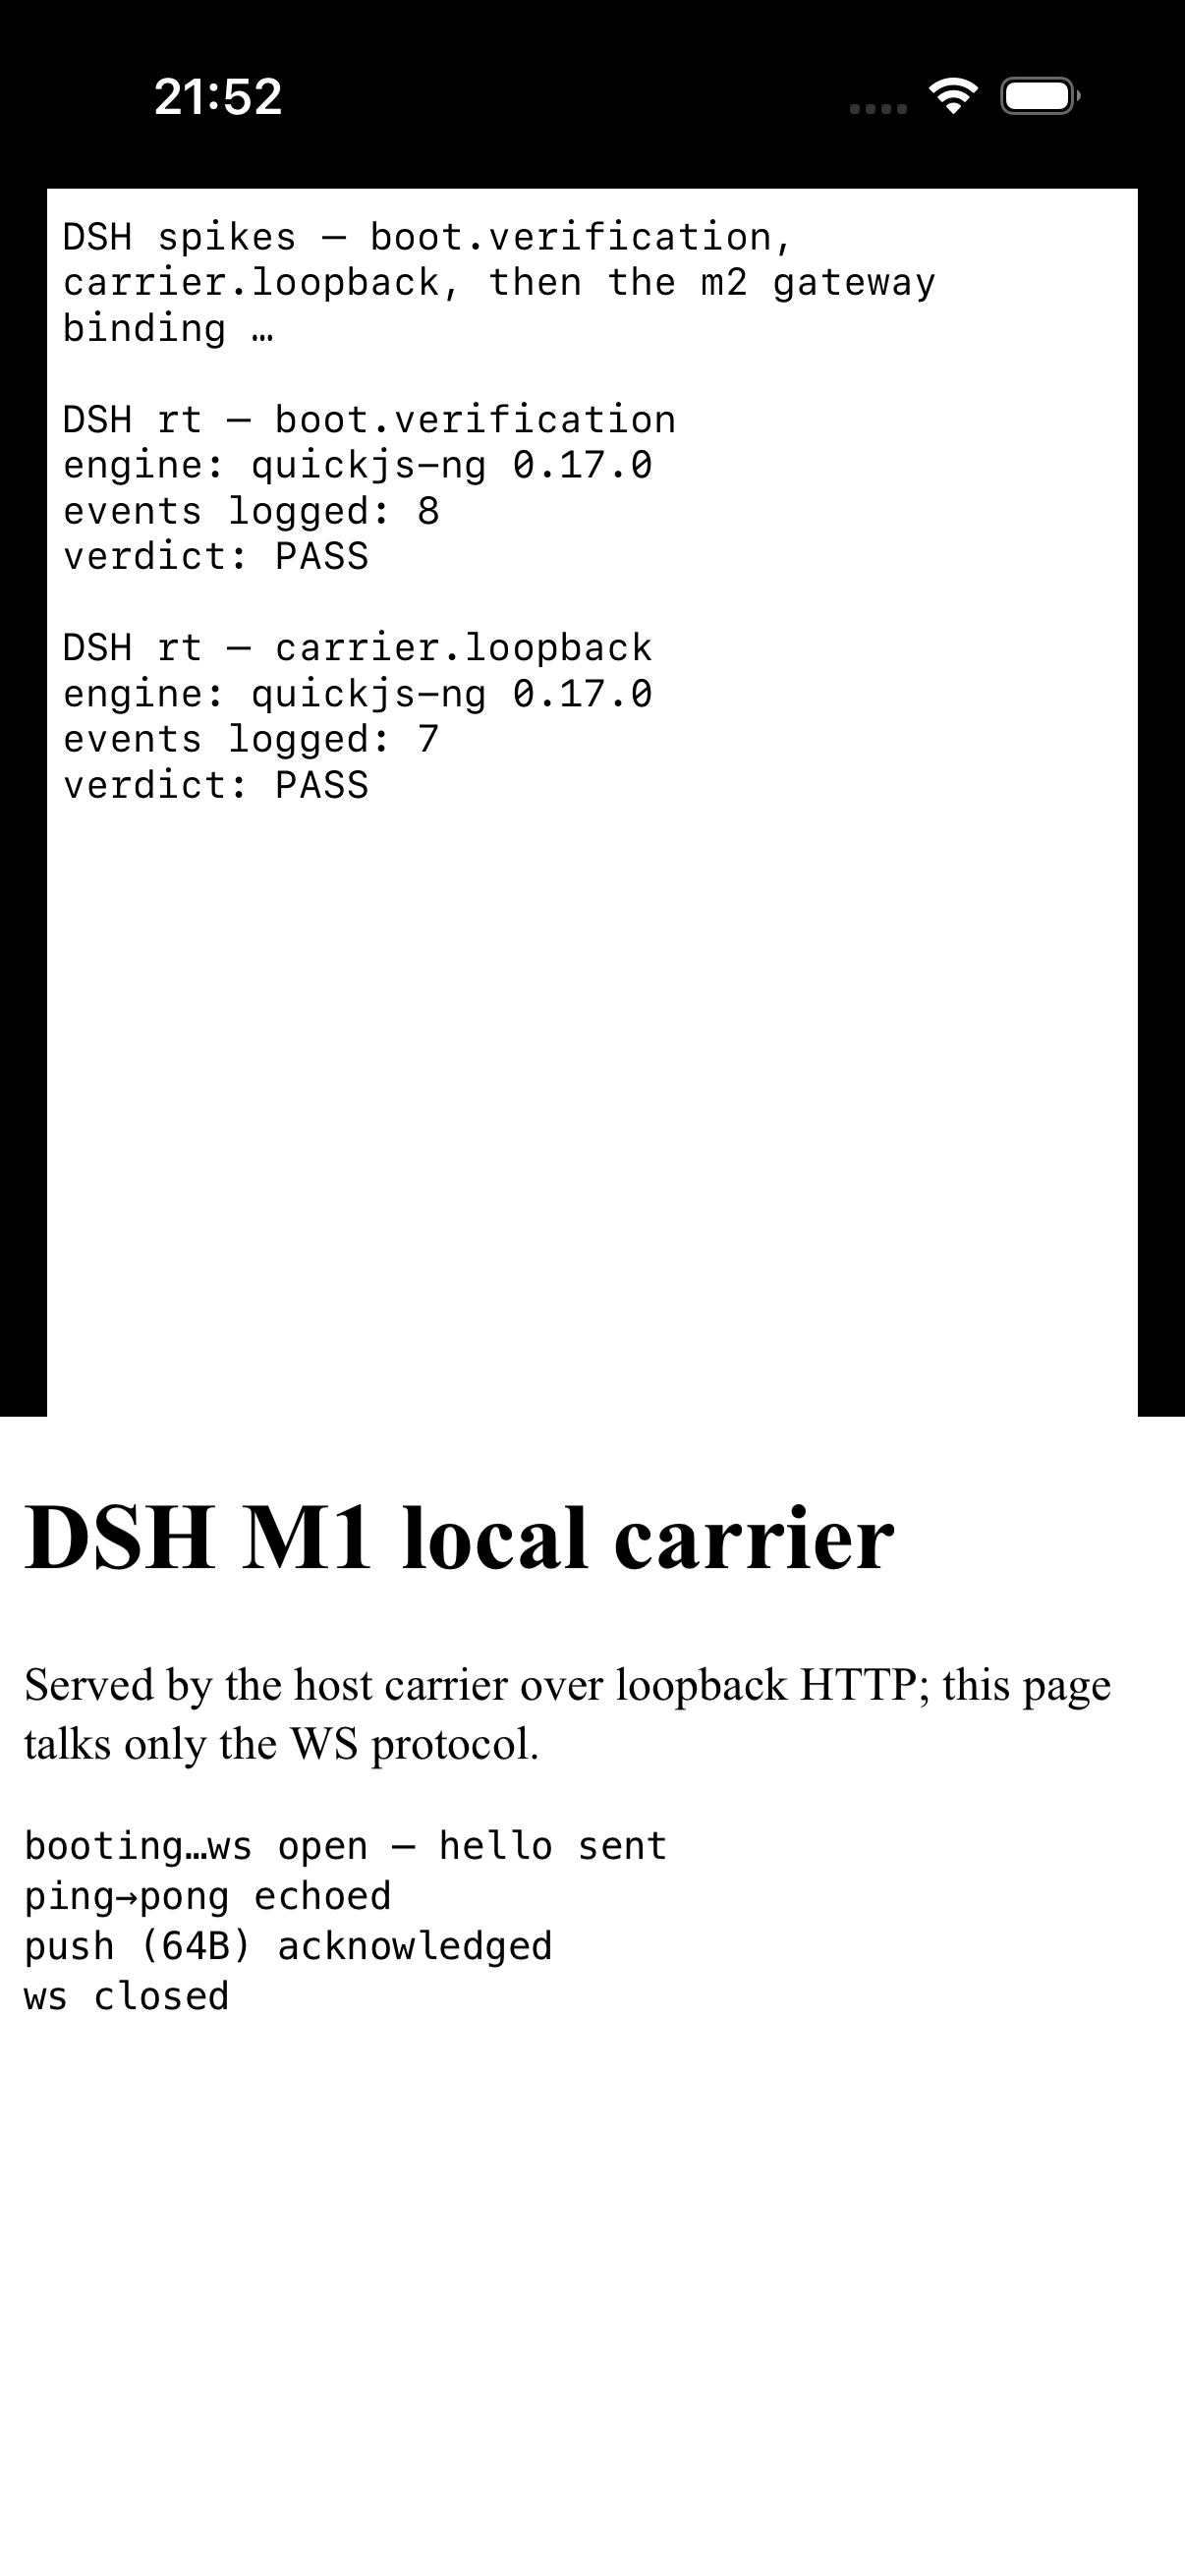 21:52
DSH spikes — boot.verification,
carrier.loopback, then the m2 gateway
binding …
DSH rt — boot.verification
engine: quickjs-ng 0.17.0
events logged: 8
verdict: PASS
DSH rt — carrier.loopback
engine: quickjs-ng 0.17.0
events logged: 7
verdict: PASS
DSH M1 local carrier
Served by the host carrier over loopback HTTP; this page
talks only the WS protocol.
booting…ws open — hello sent
ping→pong echoed
push (64B) acknowledged
ws closed